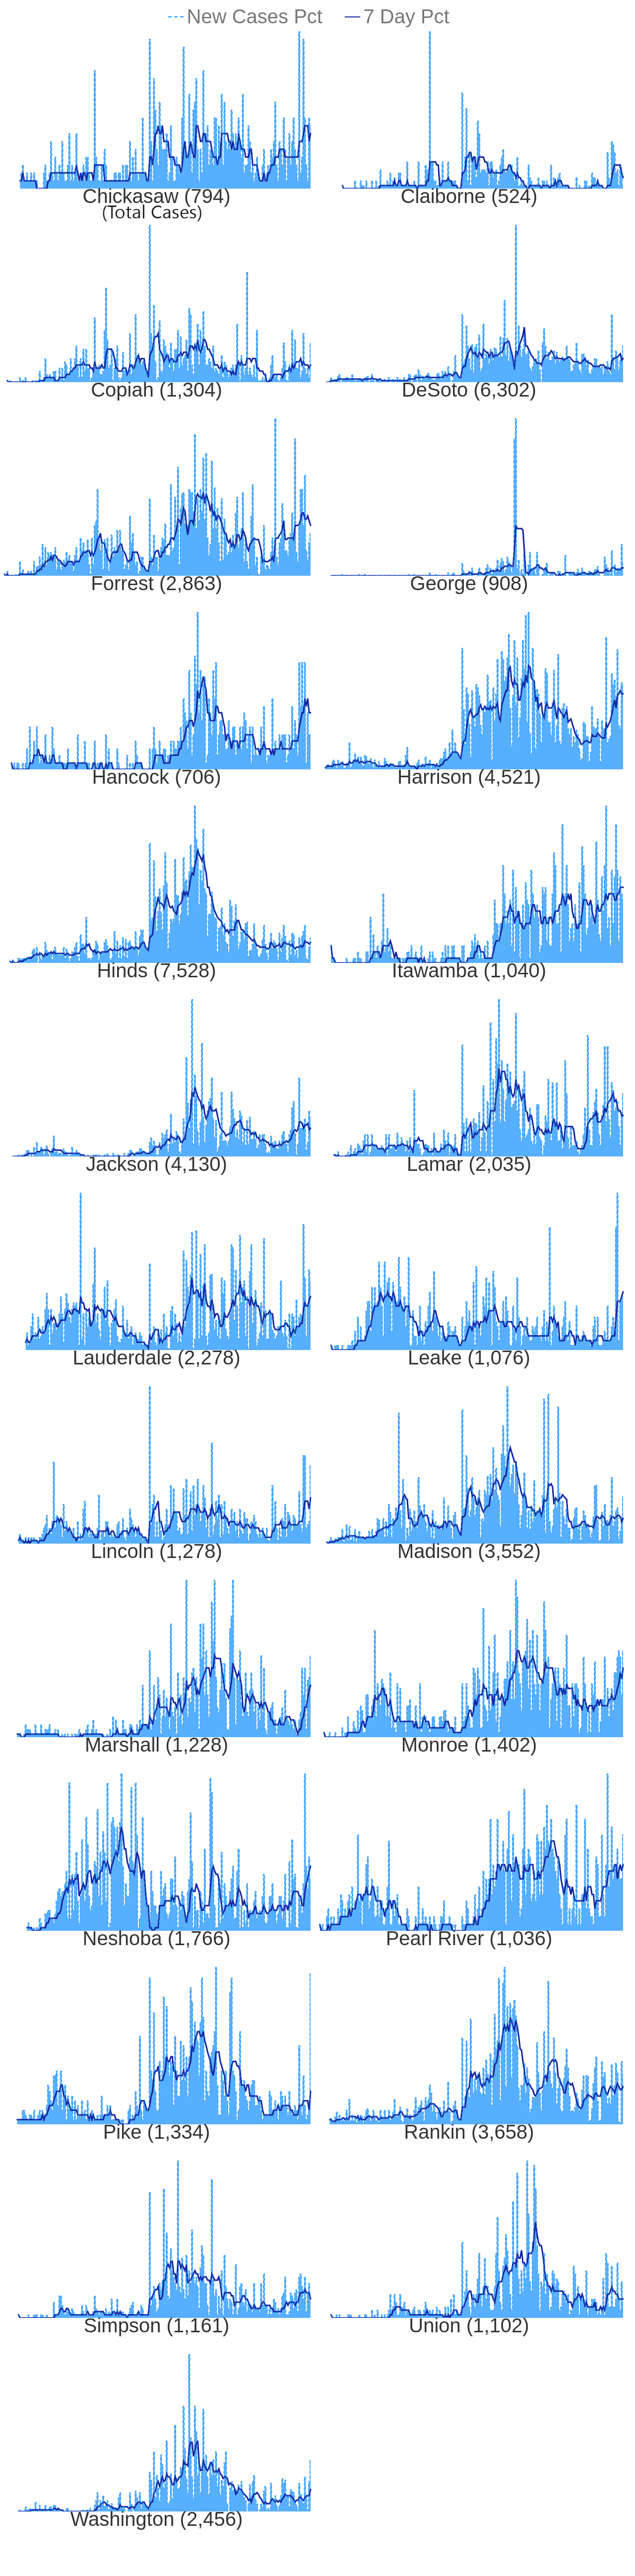 New Cases Pct 7 Day Pct
Chickasaw (794) Claiborne (524)
(Total Cases)
Copiah (1,304) DeSoto (6,302)
Forrest (2,863) George (908)
Hancock (706) Harrison (4,521)
Hinds (7,528) Itawamba (1,040)
Jackson (4,130) Lamar (2,035)
Lauderdale (2,278) Leake (1,076)
Lincoln (1,278) Madison (3,552)
Marshall (1,228) Monroe (1,402)
Neshoba (1,766) Pearl River (1,036)
Pike (1,334) Rankin (3,658)
Simpson (1,161) Union (1,102)
Washington (2,456)